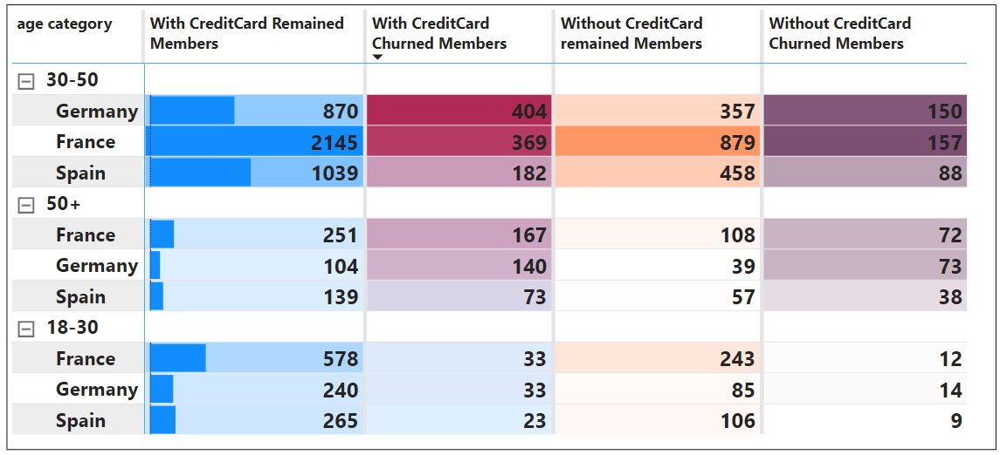 age category With CreditCard Remained Members With CreditCard Churned Members Without CreditCard remained Members Without CreditCard Churned Members
30-50
Germany 870 404 357 150
France 2145 369 879 157
Spain 1039 182 458 88
50+
France 251 167 108 72
Germany 104 140 39 73
Spain 139 73 57 38
18-30
France 578 33 243 12
Germany 240 33 85 14
Spain 265 23 106 9